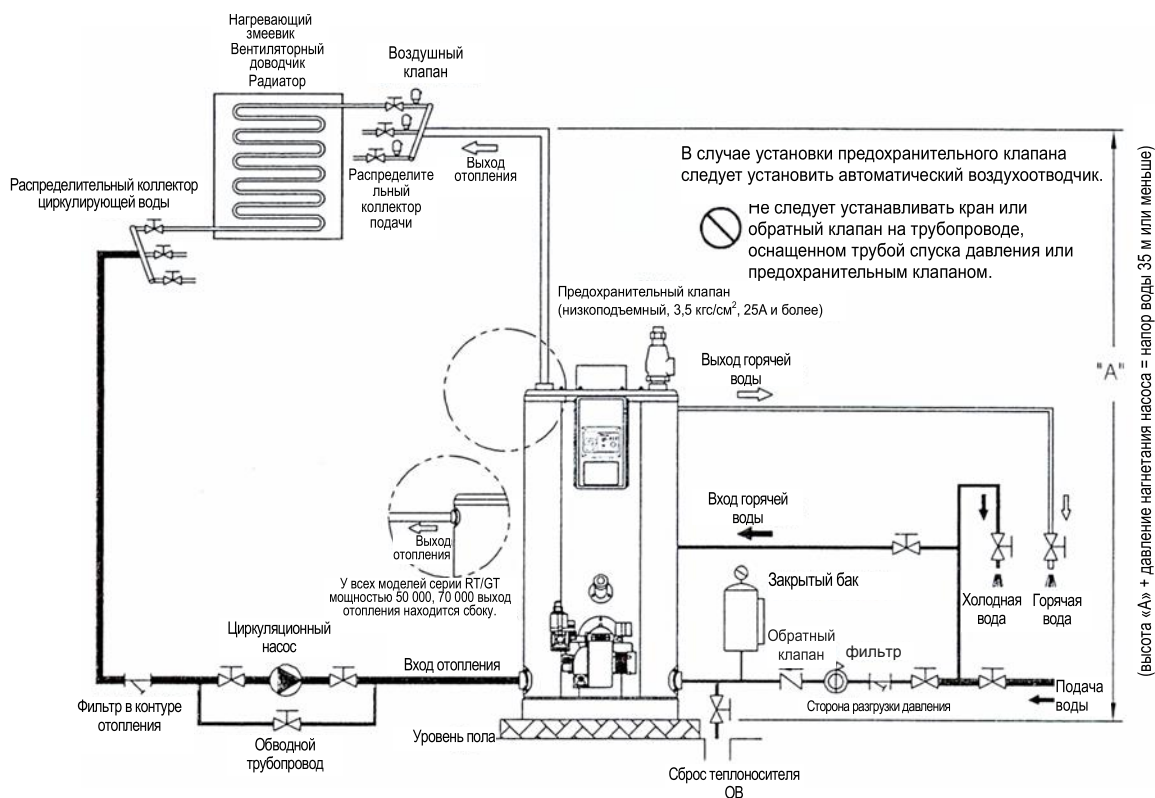 Нагревающий
змеевик
Вентиляторный
доводчик
Радиатор
Воздушный
клапан
Выход
отопления
Распределите
льный
коллектор
подачи
Распределительный коллектор
циркулирующей воды
В случае установки предохранительного клапана
следует установить автоматический воздухоотводчик.
Не следует устанавливать кран или
обратный клапан на трубопроводе,
оснащенном трубой спуска давления или
предохранительным клапаном.
Предохранительный клапан
(низкоподъемный, 3,5 кгс/см², 25А и более)
Выход горячей
воды
"A"
(высота «А» + давление нагнетания насоса = напор воды 35 м или меньше)
Вход горячей
воды
Выход
отопления
У всех моделей серии RT/GT
мощностью 50 000, 70 000 выход
отопления находится сбоку.
Закрытый бак
Холодная
вода
Горячая
вода
Циркуляционный
насос
Вход отопления
Обратный
клапан
фильтр
Подача
воды
Сторона разгрузки давления
Фильтр в контуре
отопления
Обводной
трубопровод
Уровень пола
Сброс теплоносителя
ОВ